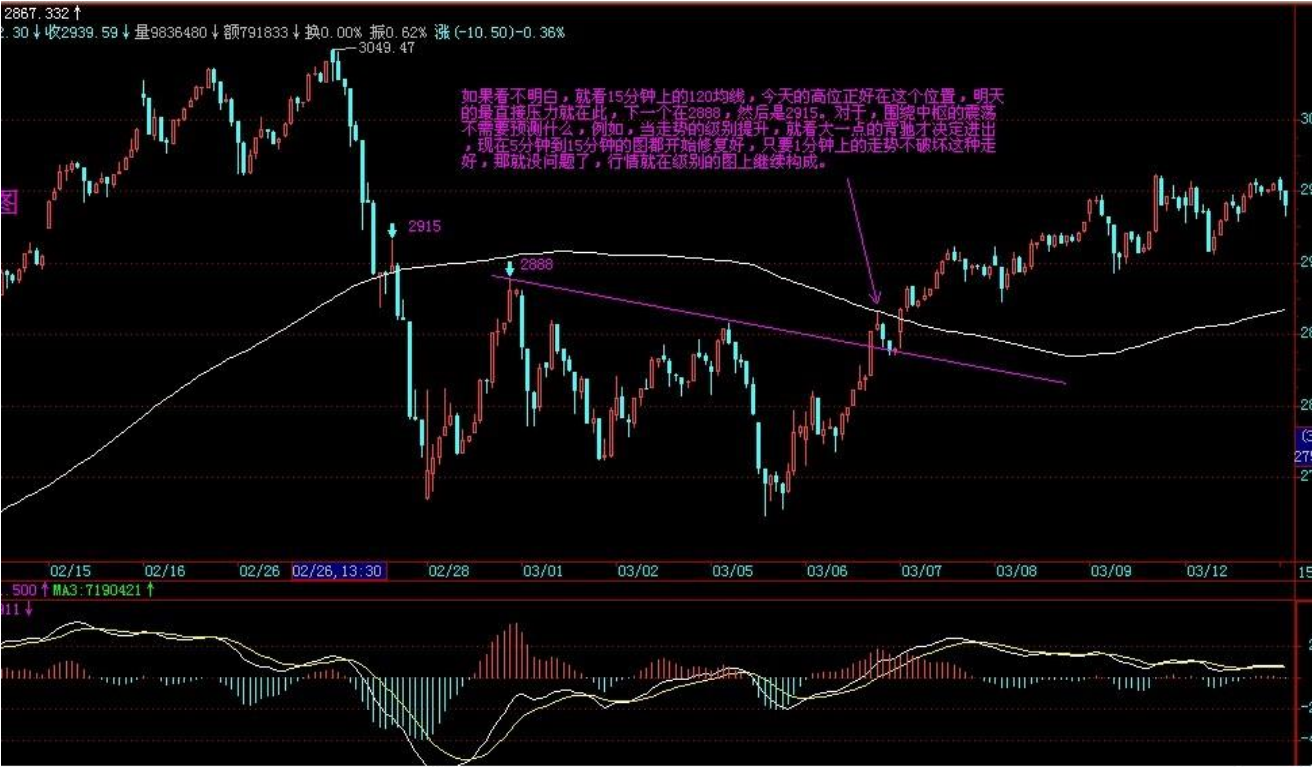 2867.332↑
2.30↓收2939.59↓量9836480↓额791833↓换0.00% 振0.62% 涨(-10.50)-0.36%
3049.47
如果看不明白，就看15分钟上的120均线，今天的高位正好在这个位置，明天
的最直接压力就在此，下一个在2888，然后是2915。对于，围绕中枢的震荡
不需要预测什么，例如，当走势的级别提升，就看大一点的背驰才决定进出
，现在5分钟到15分钟的图都开始修复好，只要1分钟上的走势不破坏这种走
好，那就没问题了，行情就在级别的图上继续构成。
2915
2888
02/15 02/16 02/26 02/26,13:30 02/28 03/01 03/02 03/05 03/06 03/07 03/08 03/09 03/12 15
.500↑MA3:7190421↑
911↓